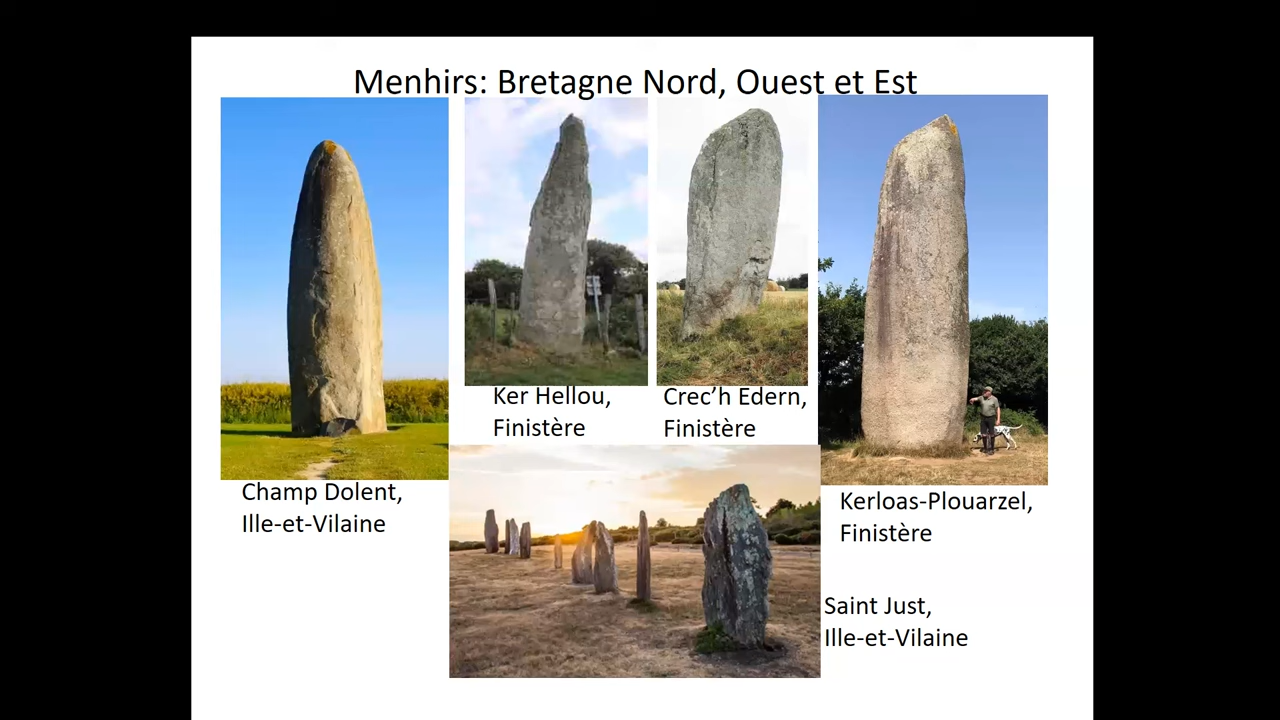 Menhirs: Bretagne Nord, Ouest et Est
Ker Hellou,
Finistère
Crec’h Edern,
Finistère
Champ Dolent,
Ille-et-Vilaine
Kerloas-Plouarzel,
Finistère
Saint Just,
Ille-et-Vilaine